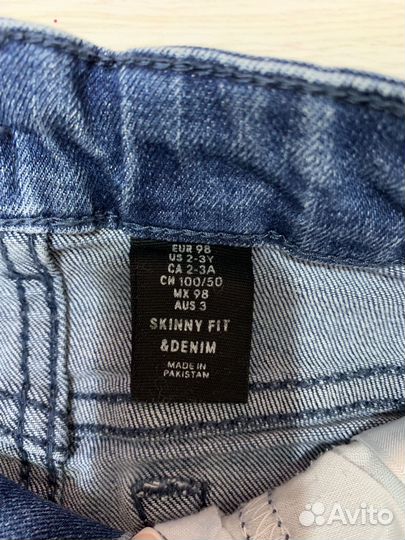 EUR 98
US 2-3Y
CA 2-3A
CH 100/50
MX 98
AUS 3
SKINNY FIT
&DENIM
MADE IN
PAKISTAN
Avito